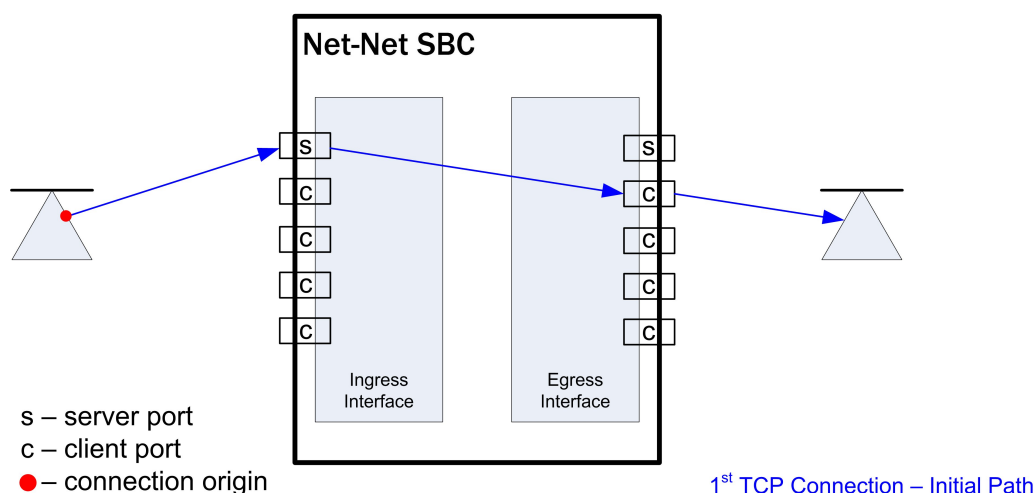 Net-Net SBC
s s
c c
c c
c c
c c
Ingress Interface
Egress Interface
s – server port
c – client port
– connection origin
1st TCP Connection – Initial Path